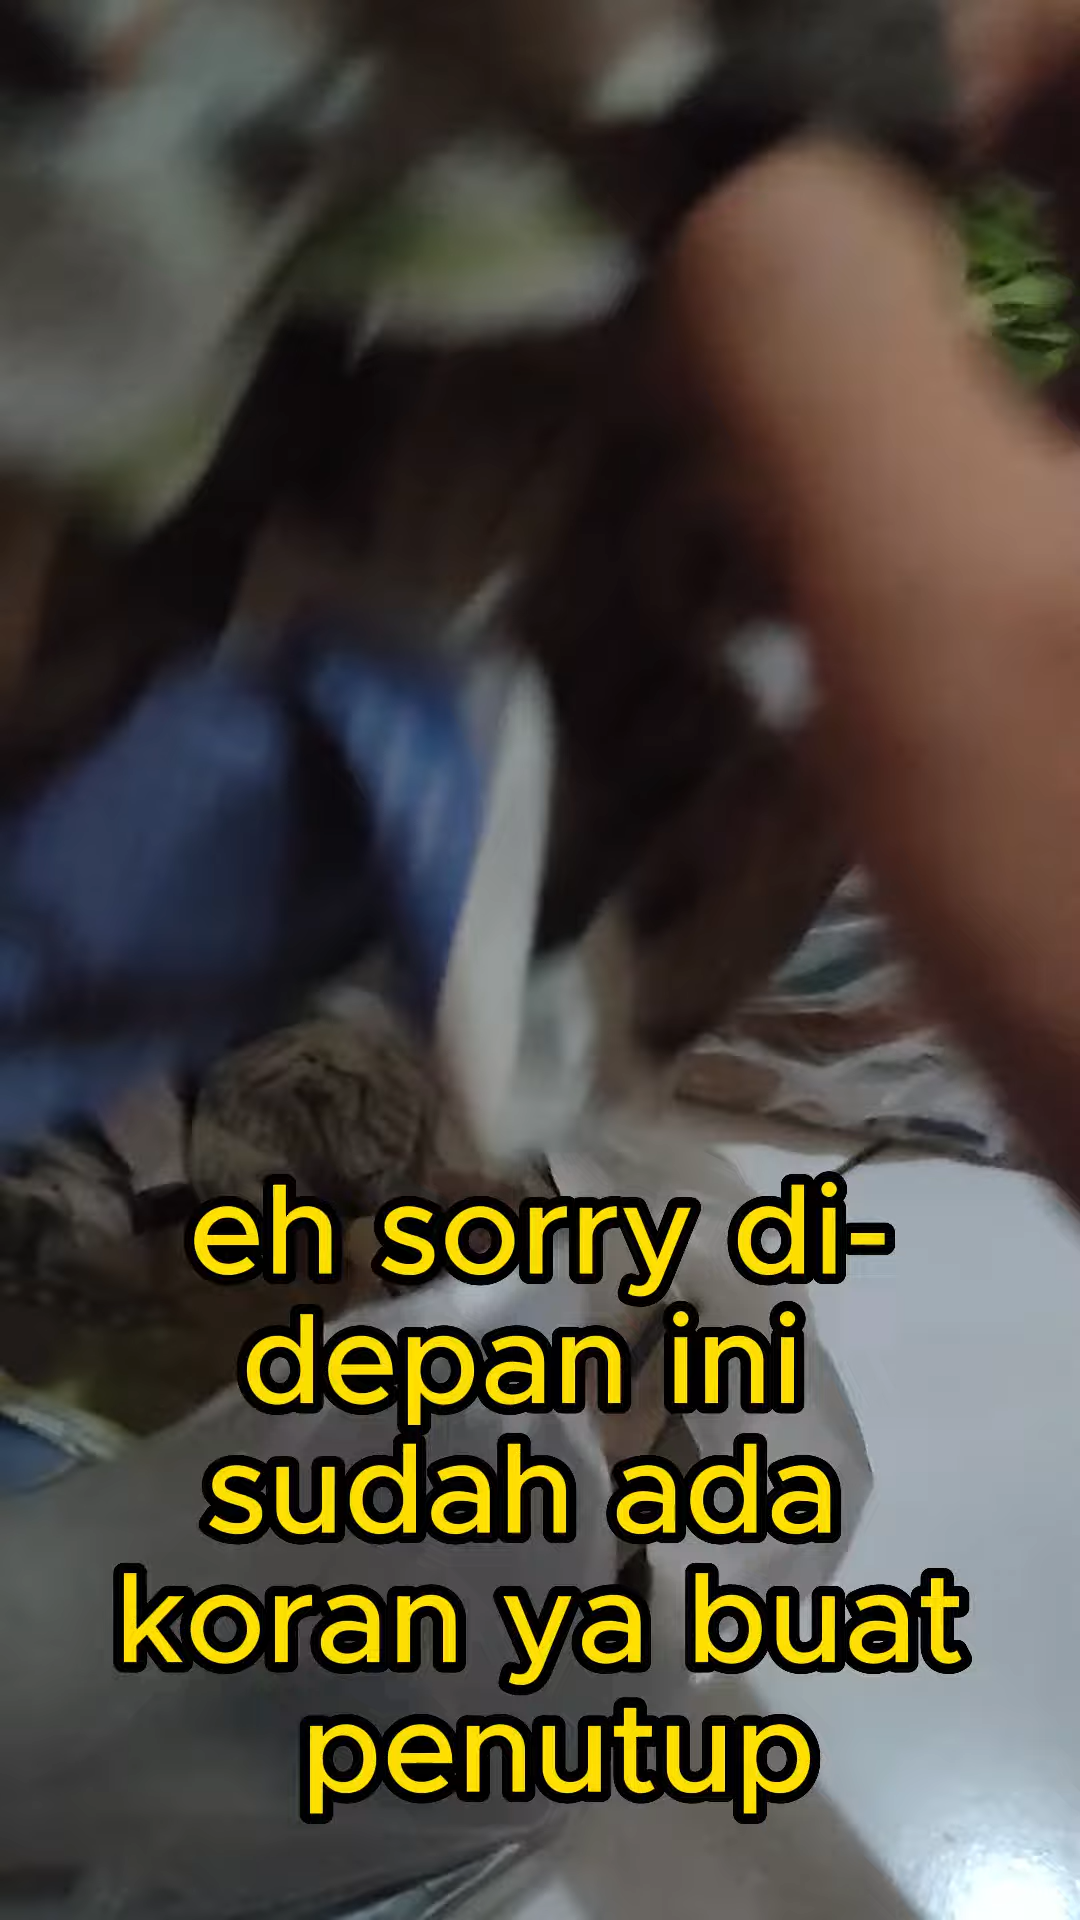 eh sorry di-
depan ini
sudah ada
koran ya buat
penutup